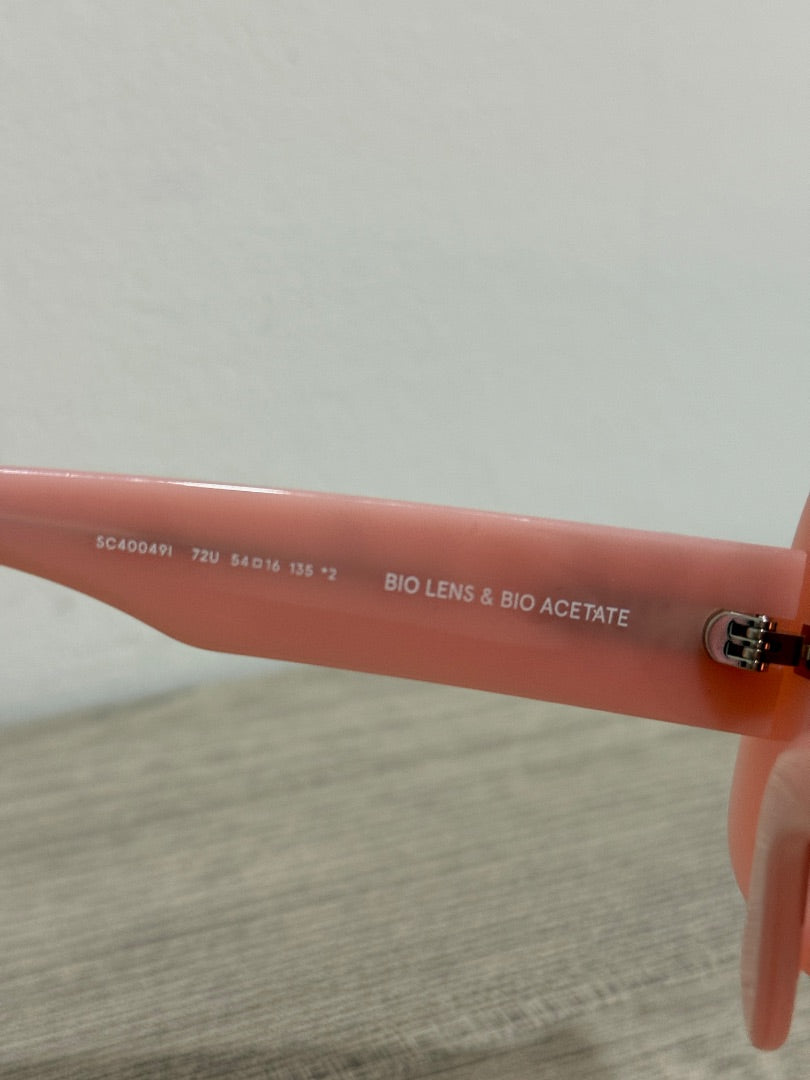 SC40049I 72U 54□16 135 *2 BIO LENS & BIO ACETATE